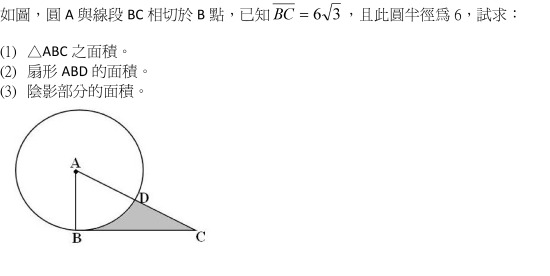 如圖，圓 A 與線段 BC 相切於 B 點，已知 $\overline{BC} = 6\sqrt{3}$，且此圓半徑爲 6，試求：
(1) △ABC 之面積。
(2) 扇形 ABD 的面積。
(3) 陰影部分的面積。
A
D
B
C